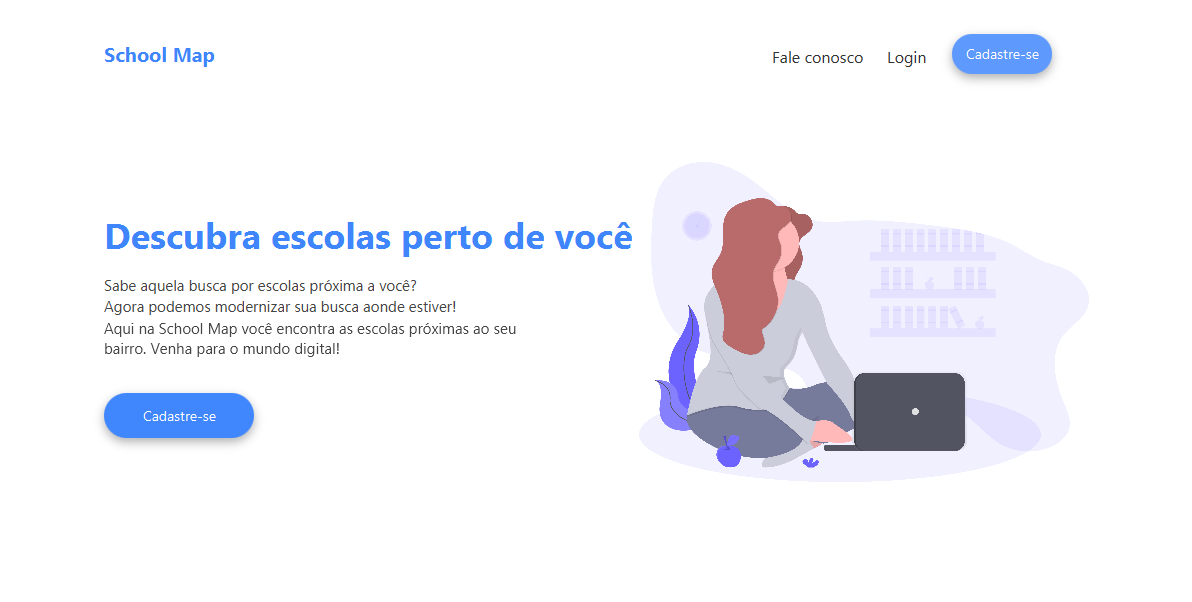 School Map
Fale conosco
Login
Cadastre-se
Descubra escolas perto de você
Sabe aquela busca por escolas próxima a você?
Agora podemos modernizar sua busca aonde estiver!
Aqui na School Map você encontra as escolas próximas ao seu
bairro. Venha para o mundo digital!
Cadastre-se